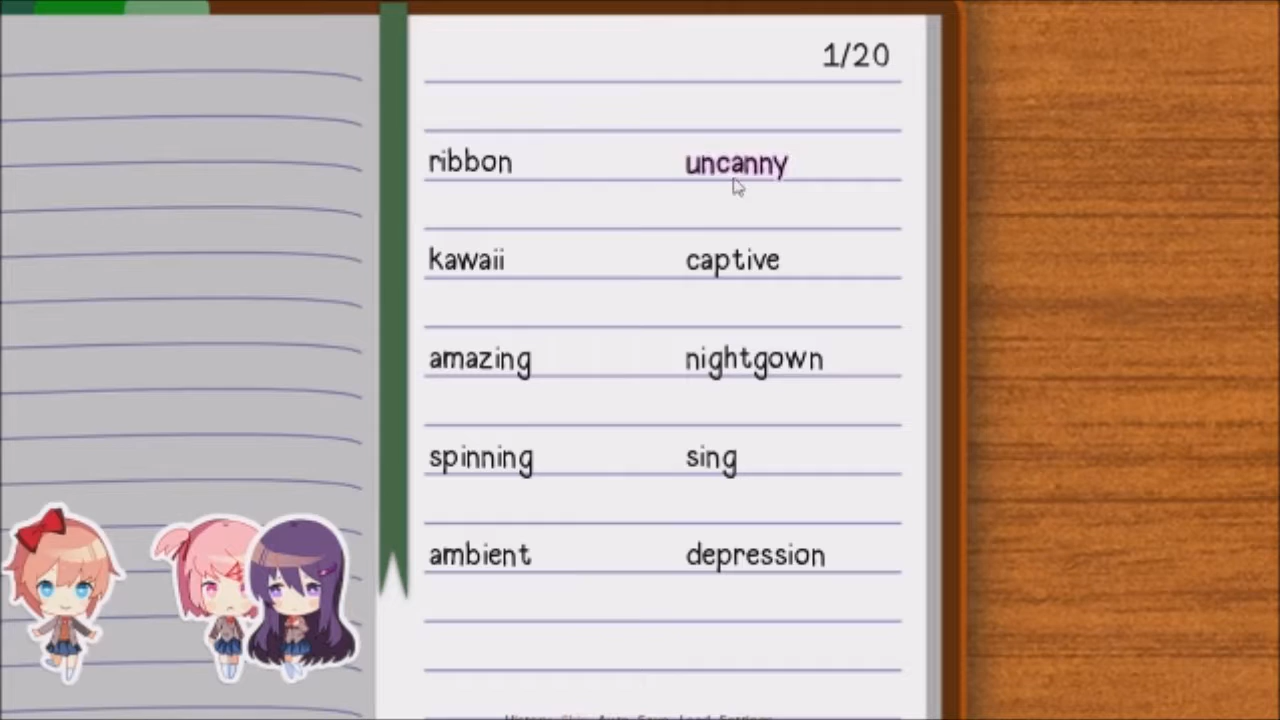 1/20
ribbon uncanny
kawaii captive
amazing nightgown
spinning sing
ambient depression